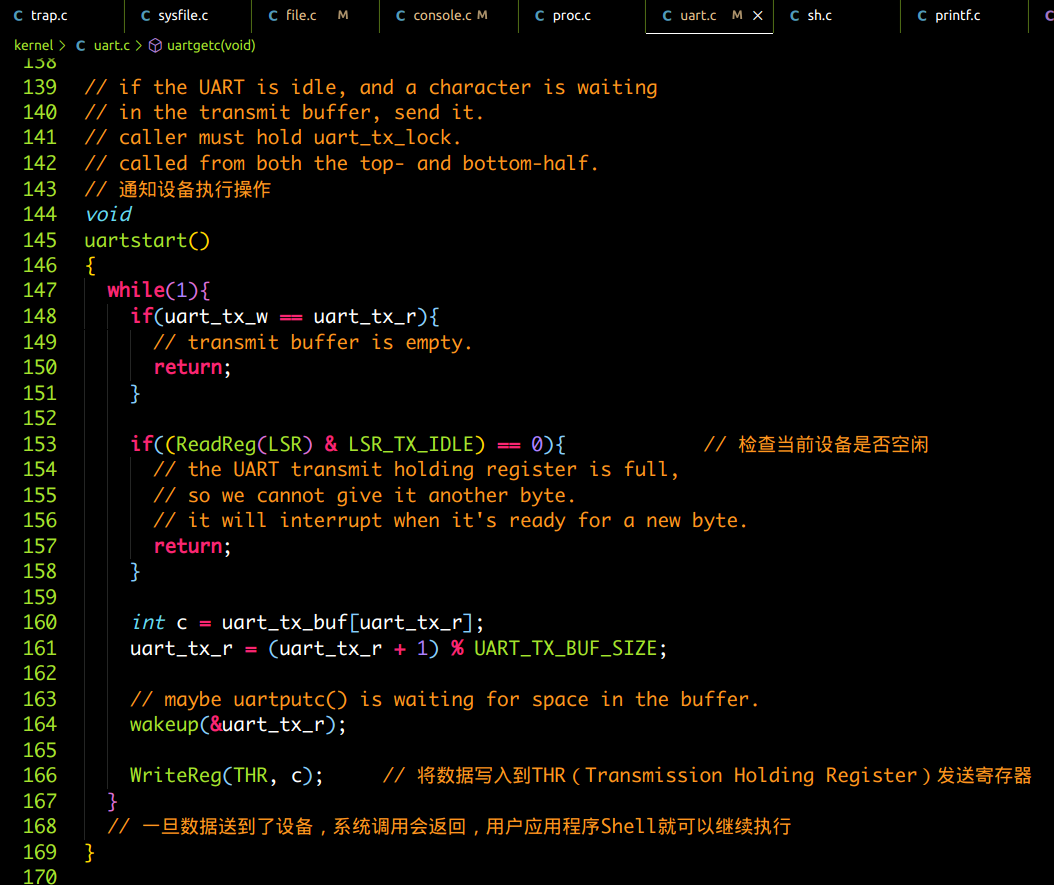 trap.c sysfile.c file.c M console.c M proc.c uart.c M sh.c printf.c
kernel > uart.c > uartgetc(void)
138
139 // if the UART is idle, and a character is waiting
140 // in the transmit buffer, send it.
141 // caller must hold uart_tx_lock.
142 // called from both the top- and bottom-half.
143 // 通知设备执行操作
144 void
145 uartstart()
146 {
147 while(1){
148 if(uart_tx_w == uart_tx_r){
149 // transmit buffer is empty.
150 return;
151 }
152
153 if((ReadReg(LSR) & LSR_TX_IDLE) == 0){ // 检查当前设备是否空闲
154 // the UART transmit holding register is full,
155 // so we cannot give it another byte.
156 // it will interrupt when it's ready for a new byte.
157 return;
158 }
159
160 int c = uart_tx_buf[uart_tx_r];
161 uart_tx_r = (uart_tx_r + 1) % UART_TX_BUF_SIZE;
162
163 // maybe uartputc() is waiting for space in the buffer.
164 wakeup(&uart_tx_r);
165
166 WriteReg(THR, c); // 将数据写入到THR（Transmission Holding Register）发送寄存器
167 }
168 // 一旦数据送到了设备，系统调用会返回，用户应用程序Shell就可以继续执行
169 }
170